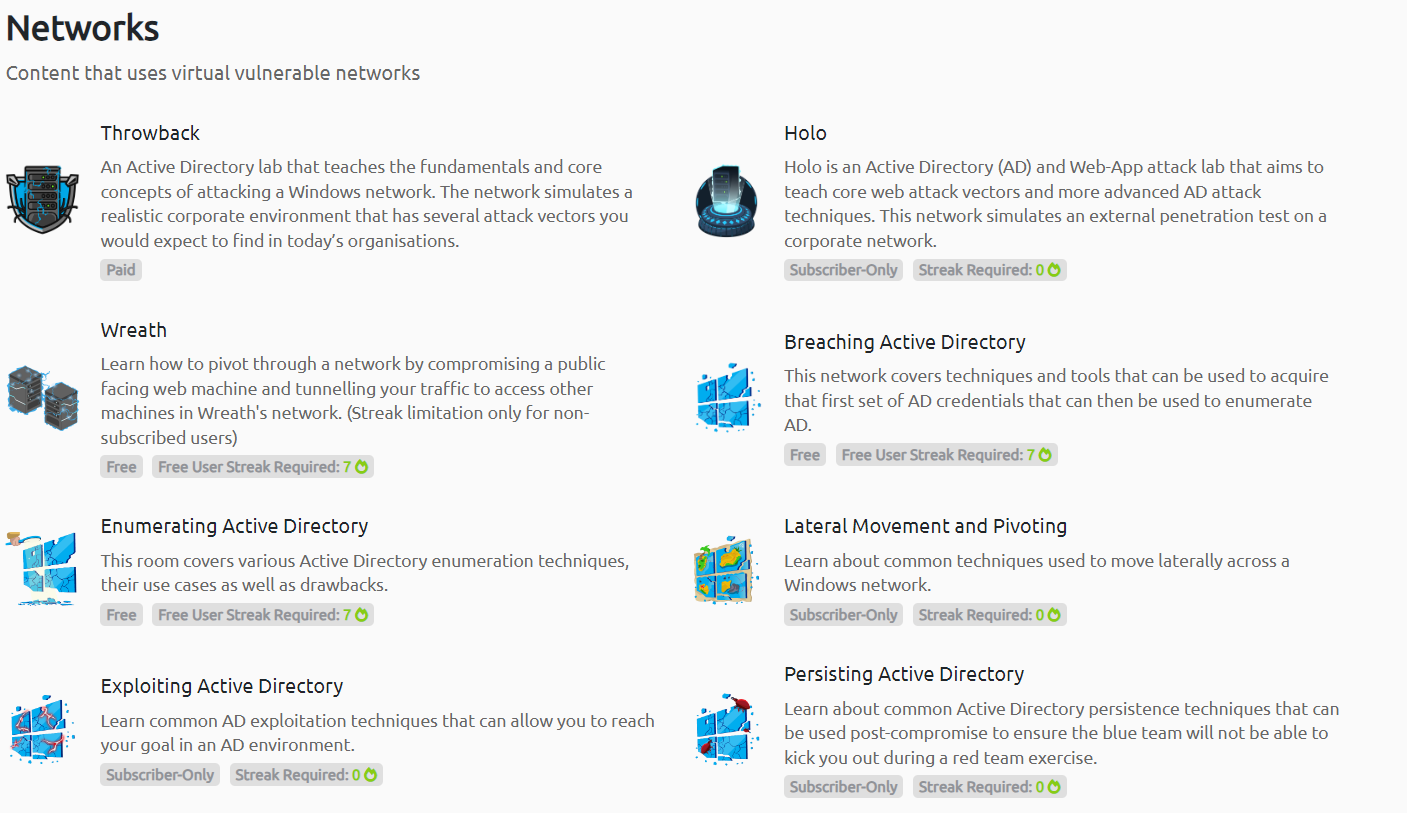 Networks
Content that uses virtual vulnerable networks
Throwback
An Active Directory lab that teaches the fundamentals and core
concepts of attacking a Windows network. The network simulates a
realistic corporate environment that has several attack vectors you
would expect to find in today’s organisations.
Paid
Holo
Holo is an Active Directory (AD) and Web-App attack lab that aims to
teach core web attack vectors and more advanced AD attack
techniques. This network simulates an external penetration test on a
corporate network.
Subscriber-Only Streak Required: 0
Wreath
Learn how to pivot through a network by compromising a public
facing web machine and tunnelling your traffic to access other
machines in Wreath's network. (Streak limitation only for non-
subscribed users)
Free Free User Streak Required: 7
Breaching Active Directory
This network covers techniques and tools that can be used to acquire
that first set of AD credentials that can then be used to enumerate
AD.
Free Free User Streak Required: 7
Enumerating Active Directory
This room covers various Active Directory enumeration techniques,
their use cases as well as drawbacks.
Free Free User Streak Required: 7
Lateral Movement and Pivoting
Learn about common techniques used to move laterally across a
Windows network.
Subscriber-Only Streak Required: 0
Exploiting Active Directory
Learn common AD exploitation techniques that can allow you to reach
your goal in an AD environment.
Subscriber-Only Streak Required: 0
Persisting Active Directory
Learn about common Active Directory persistence techniques that can
be used post-compromise to ensure the blue team will not be able to
kick you out during a red team exercise.
Subscriber-Only Streak Required: 0